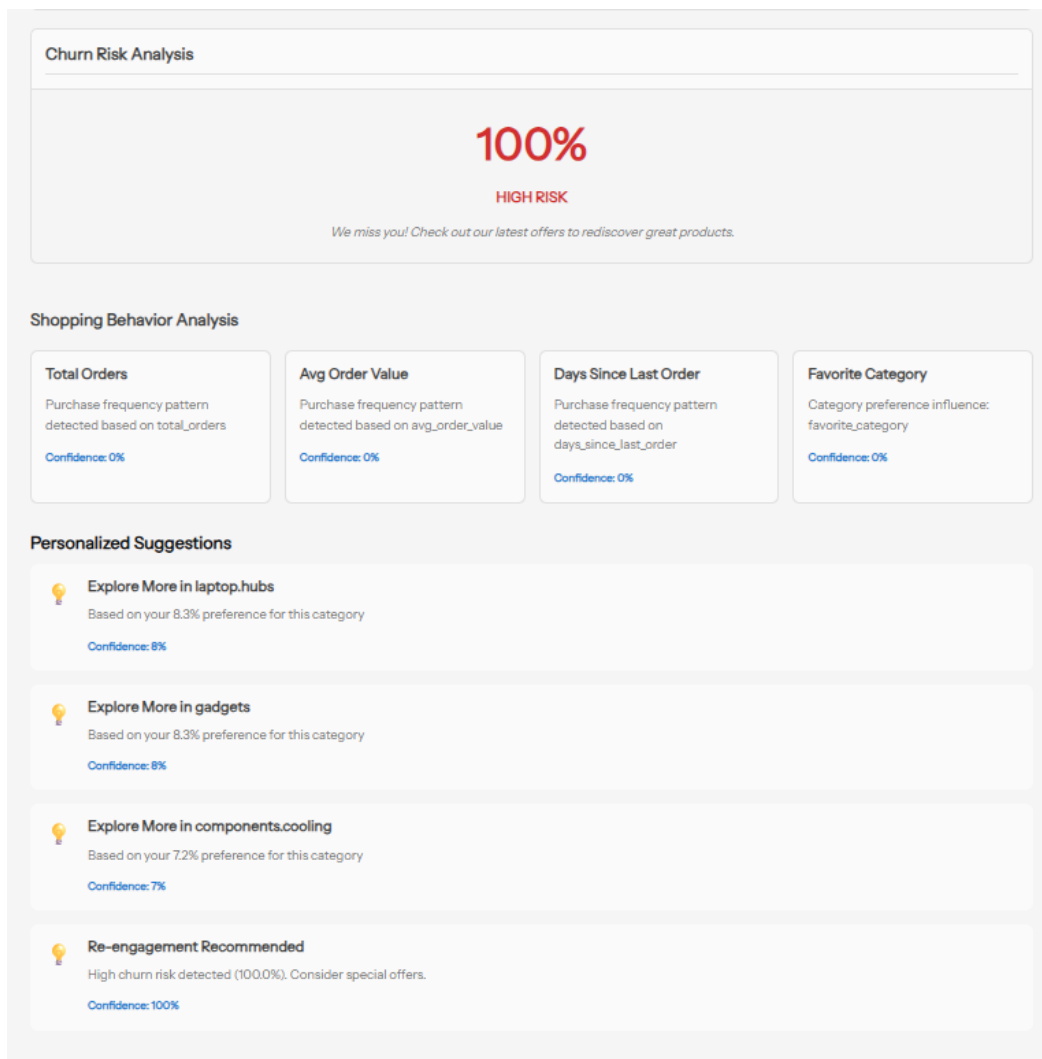 Churn Risk Analysis
100%
HIGH RISK
We miss you! Check out our latest offers to rediscover great products.
Shopping Behavior Analysis
Total Orders
Purchase frequency pattern
detected based on total_orders
Confidence: 0%
Avg Order Value
Purchase frequency pattern
detected based on avg_order_value
Confidence: 0%
Days Since Last Order
Purchase frequency pattern
detected based on
days_since_last_order
Confidence: 0%
Favorite Category
Category preference influence:
favorite_category
Confidence: 0%
Personalized Suggestions
Explore More in laptop.hubs
Based on your 8.3% preference for this category
Confidence: 8%
Explore More in gadgets
Based on your 8.3% preference for this category
Confidence: 8%
Explore More in components.cooling
Based on your 7.2% preference for this category
Confidence: 7%
Re-engagement Recommended
High churn risk detected (100.0%). Consider special offers.
Confidence: 100%